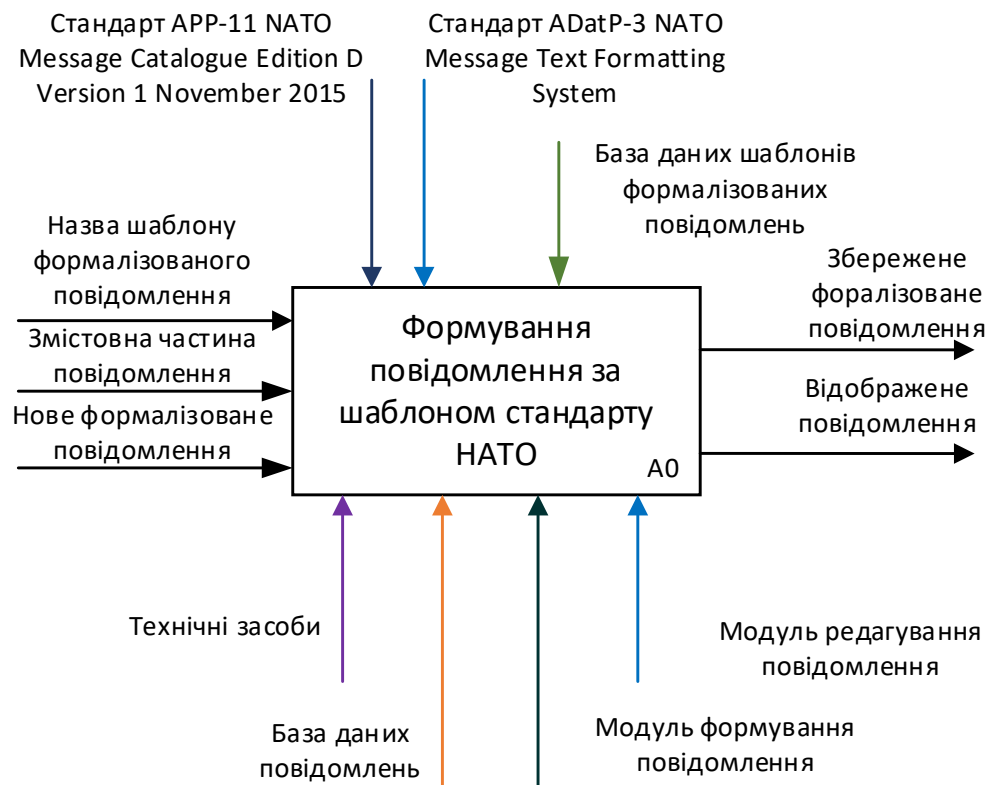 Стандарт APP-11 NATO
Message Catalogue Edition D
Version 1 November 2015
Стандарт ADatP-3 NATO
Message Text Formatting
System
База даних шаблонів
формалізованих
повідомлень
Назва шаблону
формалізованого
повідомлення
Змістовна частина
повідомлення
Нове формалізоване
повідомлення
Формування
повідомлення за
шаблоном стандарту
НАТО
А0
Збережене
форалізоване
повідомлення
Відображене
повідомлення
Технічні засоби
База даних
повідомлень
Модуль формування
повідомлення
Модуль редагування
повідомлення